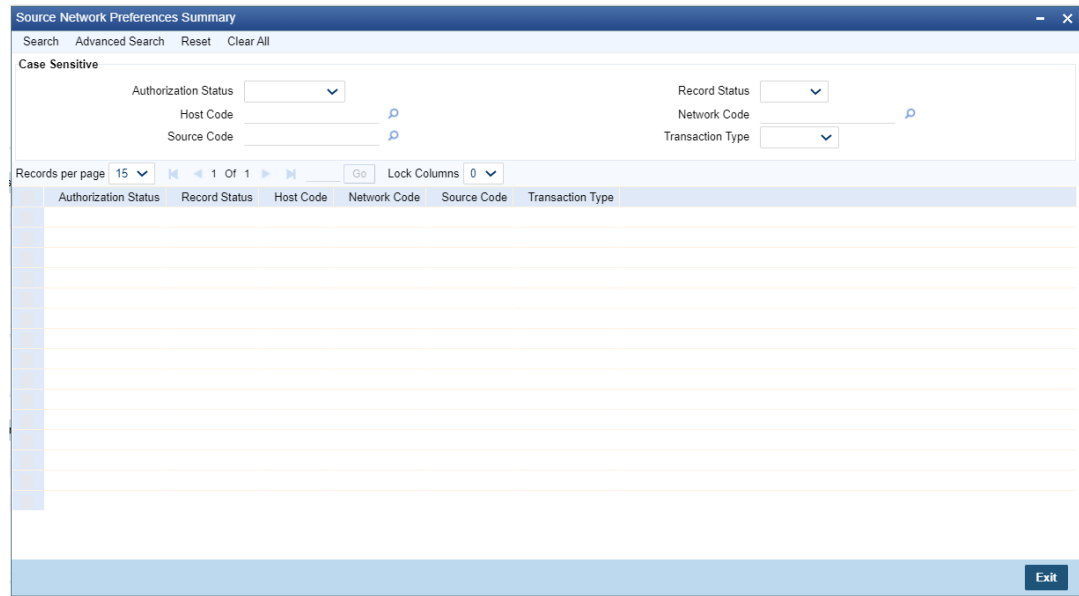 Source Network Preferences Summary
Search Advanced Search Reset Clear All
Case Sensitive
Authorization Status Record Status
Host Code Network Code
Source Code Transaction Type
Records per page 15 1 Of 1 Go Lock Columns 0
Authorization Status Record Status Host Code Network Code Source Code Transaction Type
Exit